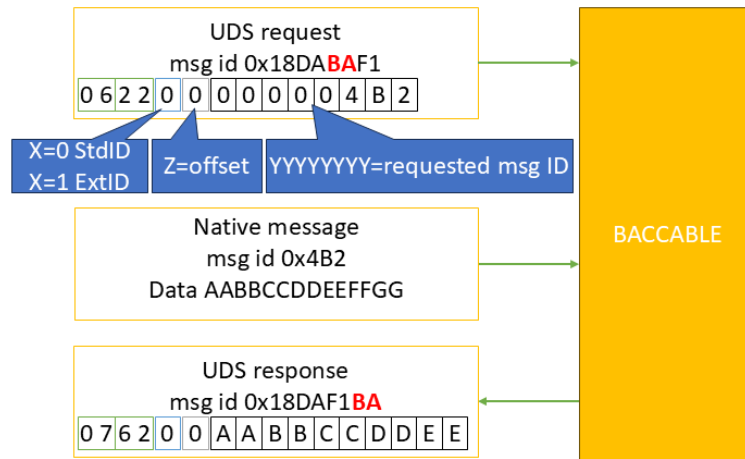 UDS request
msg id 0x18DABAF1
0 6 2 2 0 0 0 0 0 0 0 4 B 2
X=0 StdID
X=1 ExtID
Z=offset
YYYYYYYY=requested msg ID
Native message
msg id 0x4B2
Data AABBCCDDEEFFGG
BACCABLE
UDS response
msg id 0x18DAF1BA
0 7 6 2 0 0 A A B B C C D D E E